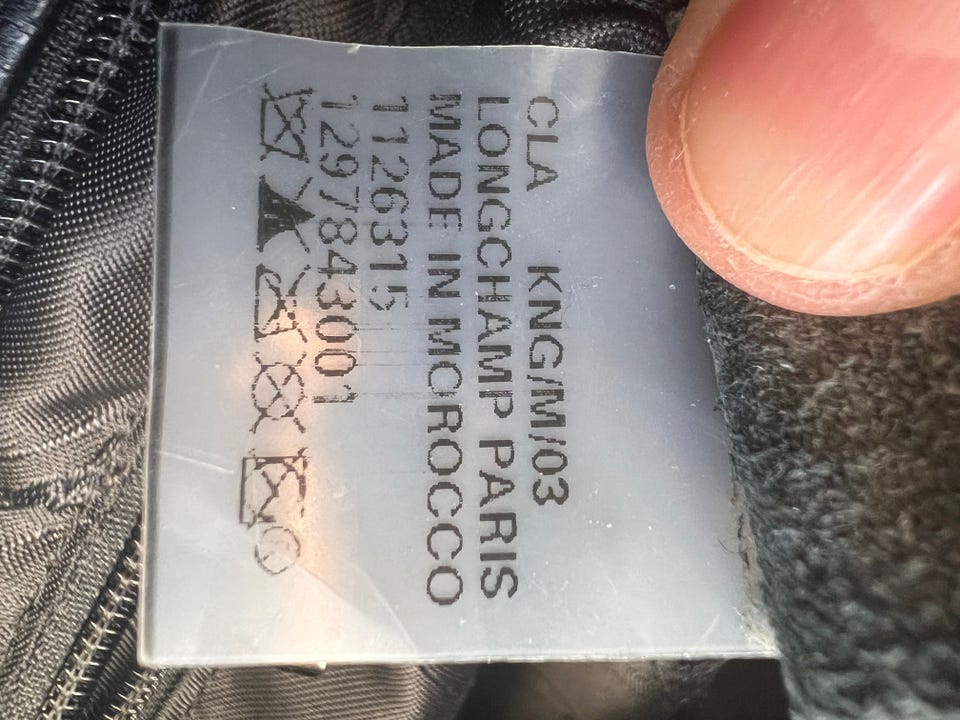 CLA KNG/M/03
LONGCHAMP PARIS
MADE IN MOROCCO
1126315
1297843001